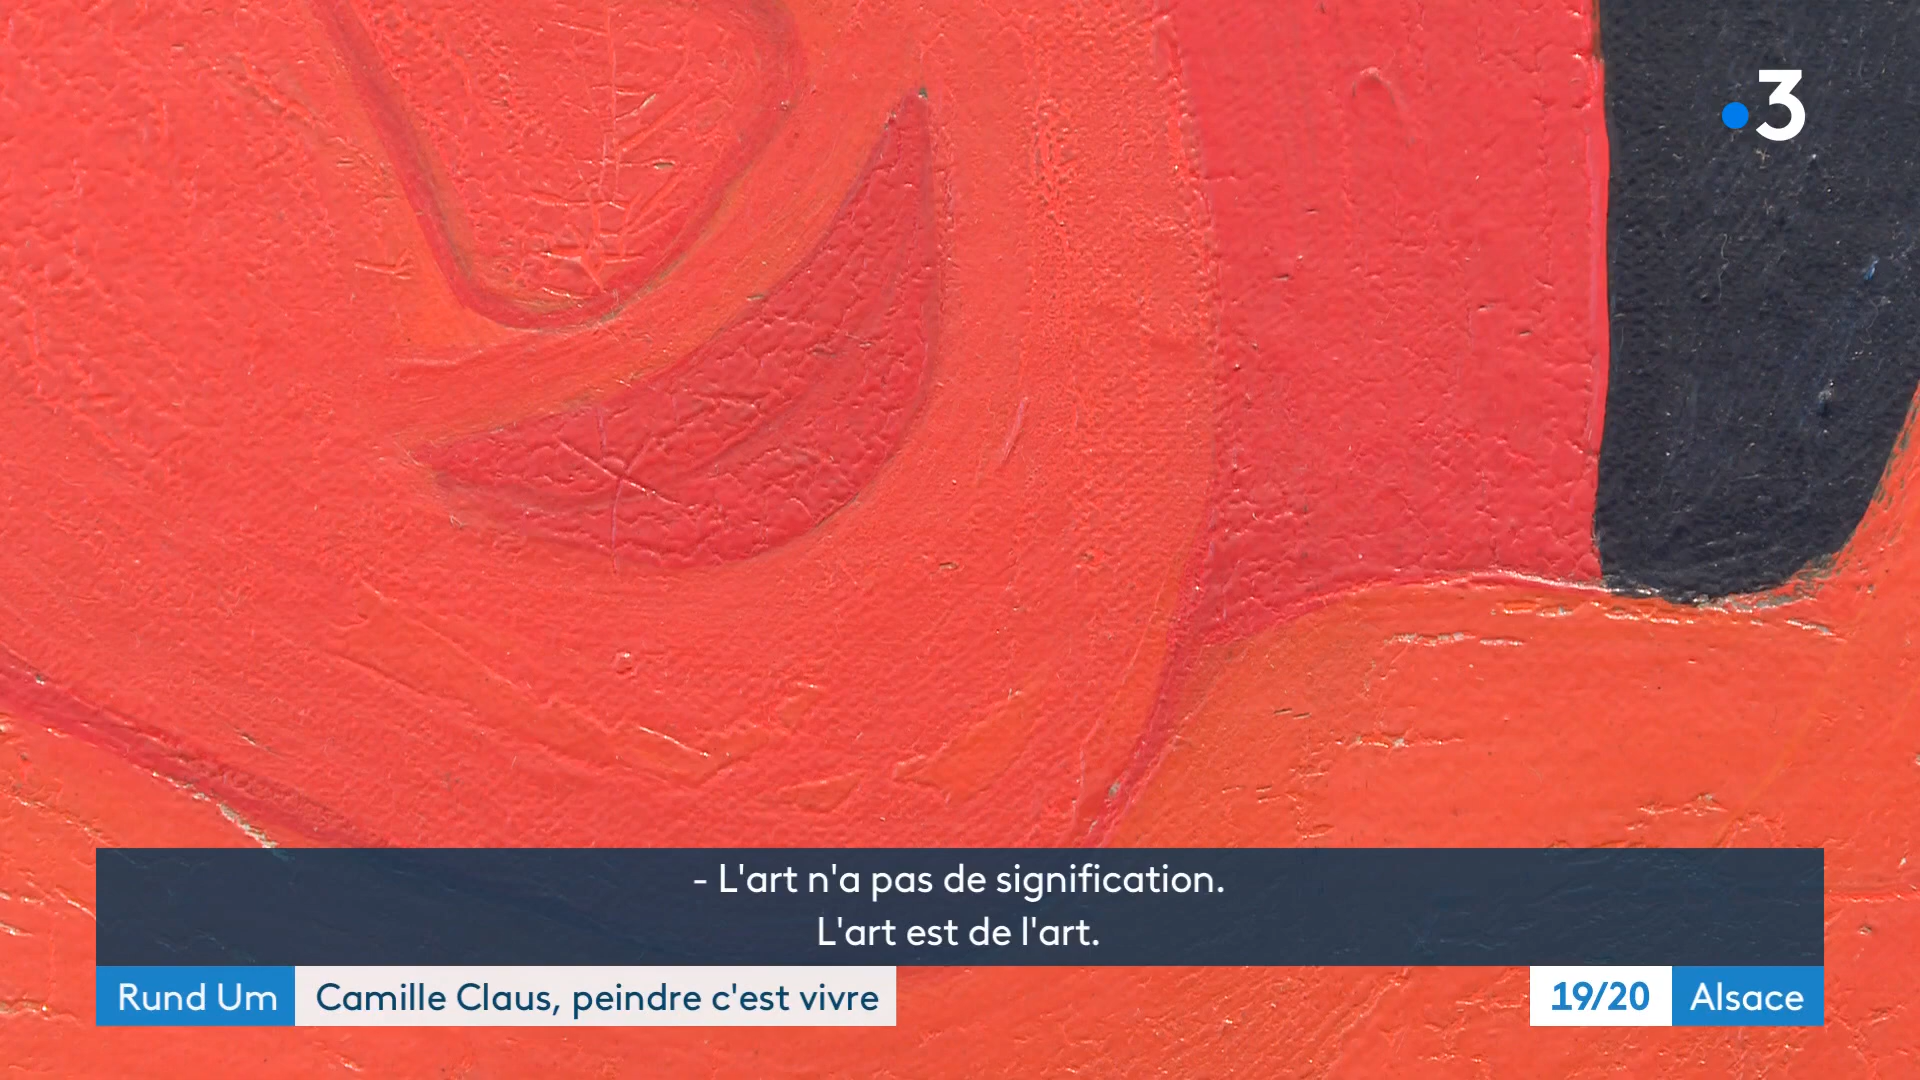 3
- L'art n'a pas de signification.
L'art est de l'art.
Rund Um Camille Claus, peindre c'est vivre
19/20 Alsace